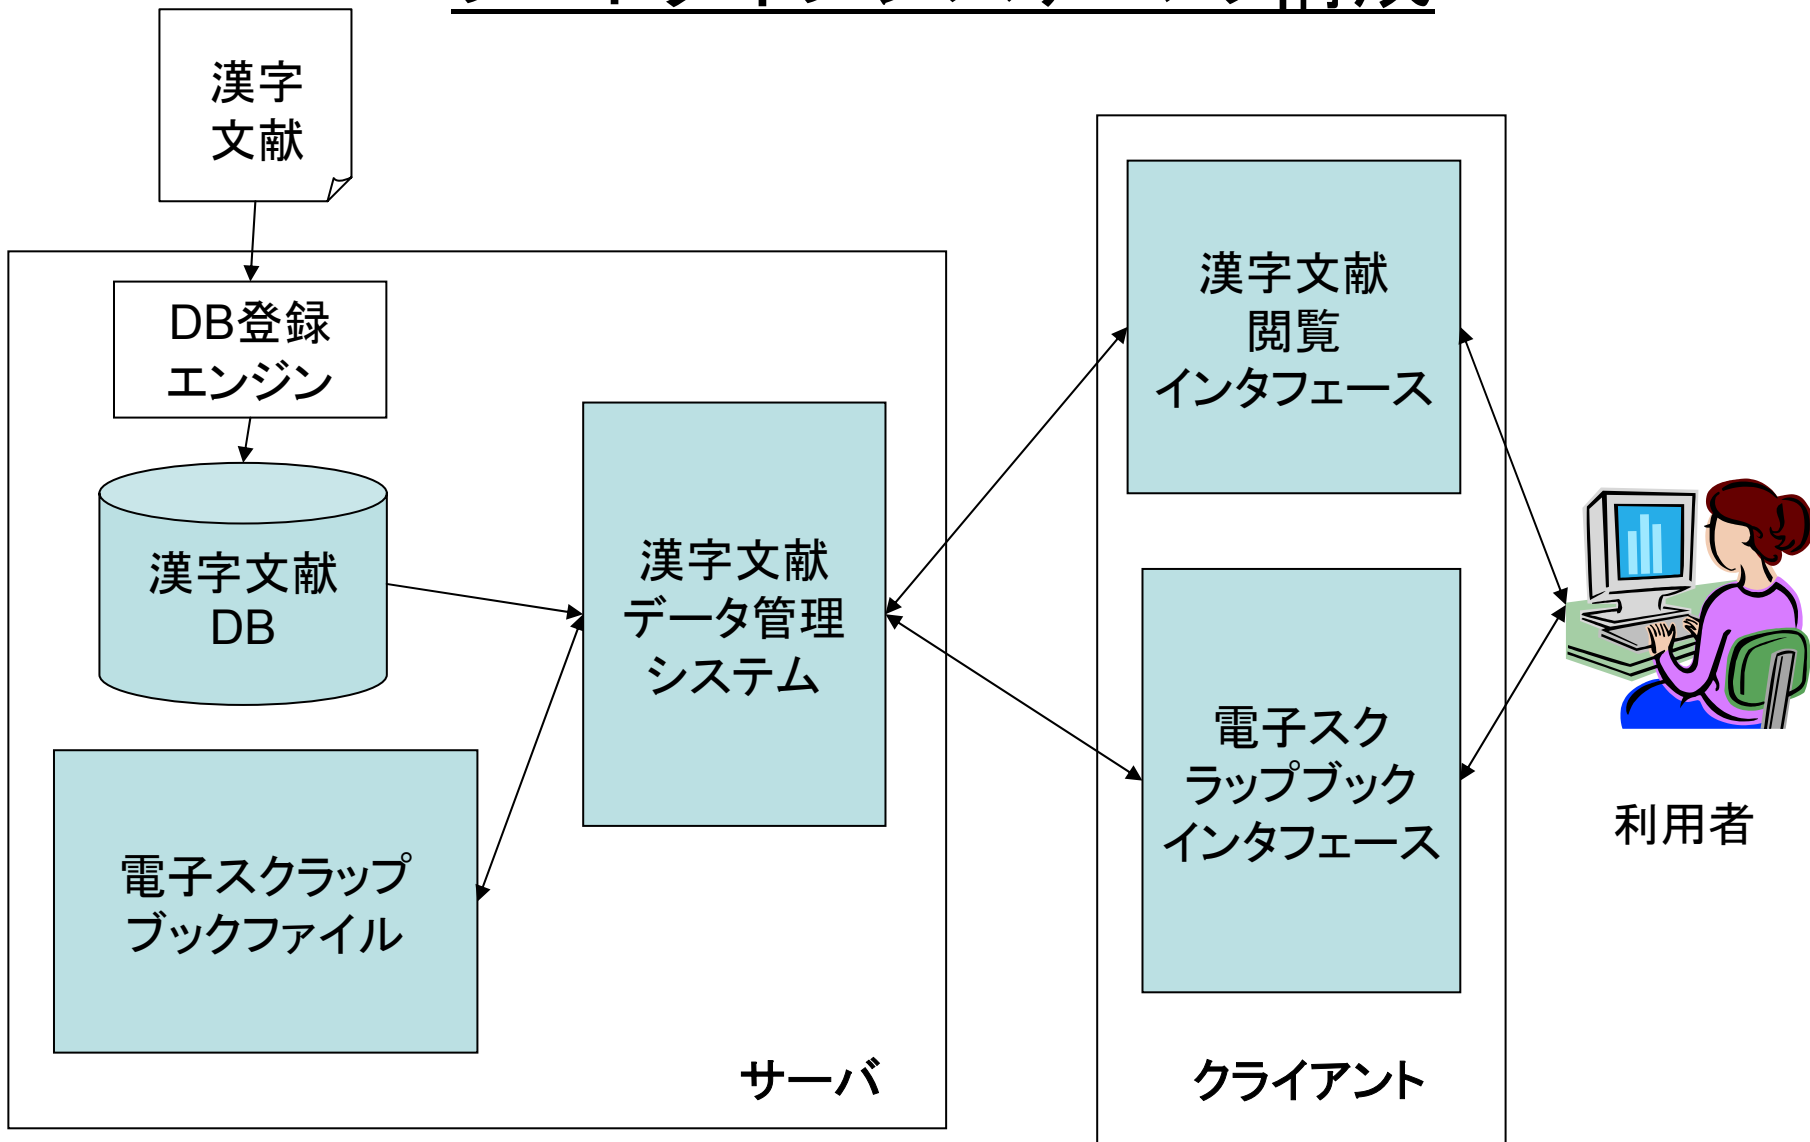 構成
漢字
文献
DB登録
エンジン
漢字文献
DB
電子スクラップ
ブックファイル
漢字文献
データ管理
システム
サーバ
漢字文献
閲覧
インタフェース
電子スク
ラップブック
インタフェース
クライアント
利用者